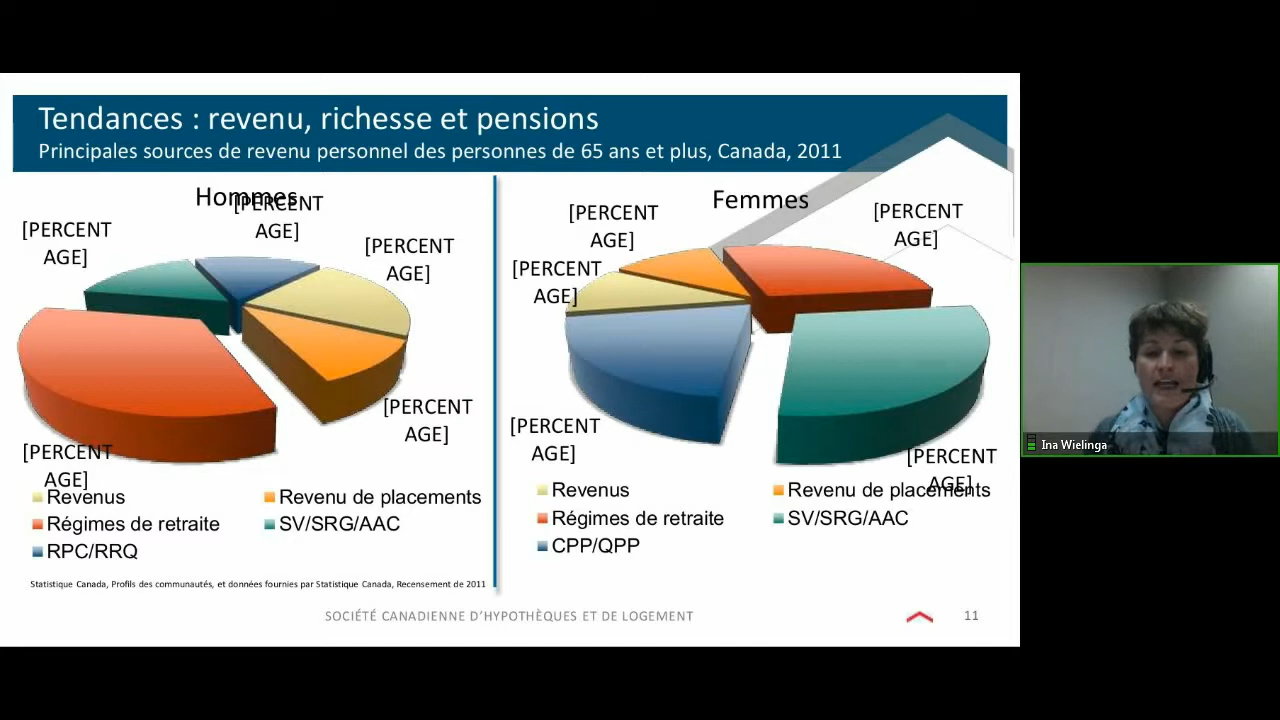 Tendances : revenu, richesse et pensions
Principales sources de revenu personnel des personnes de 65 ans et plus, Canada, 2011
Hommes
[PERCENT
AGE]
[PERCENT
AGE]
[PERCENT
AGE]
[PERCENT
AGE]
[PERCENT
AGE]
Revenus
Revenu de placements
Régimes de retraite
SV/SRG/AAC
RPC/RRQ
Statistique Canada, Profils des communautés, et données fournies par Statistique Canada, Recensement de 2011
Femmes
[PERCENT
AGE]
[PERCENT
AGE]
[PERCENT
AGE]
[PERCENT
AGE]
[PERCENT
AGE]
Revenus
Revenu de placements
Régimes de retraite
SV/SRG/AAC
CPP/QPP
SOCIÉTÉ CANADIENNE D'HYPOTHÈQUES ET DE LOGEMENT
11
Ina Wielinga